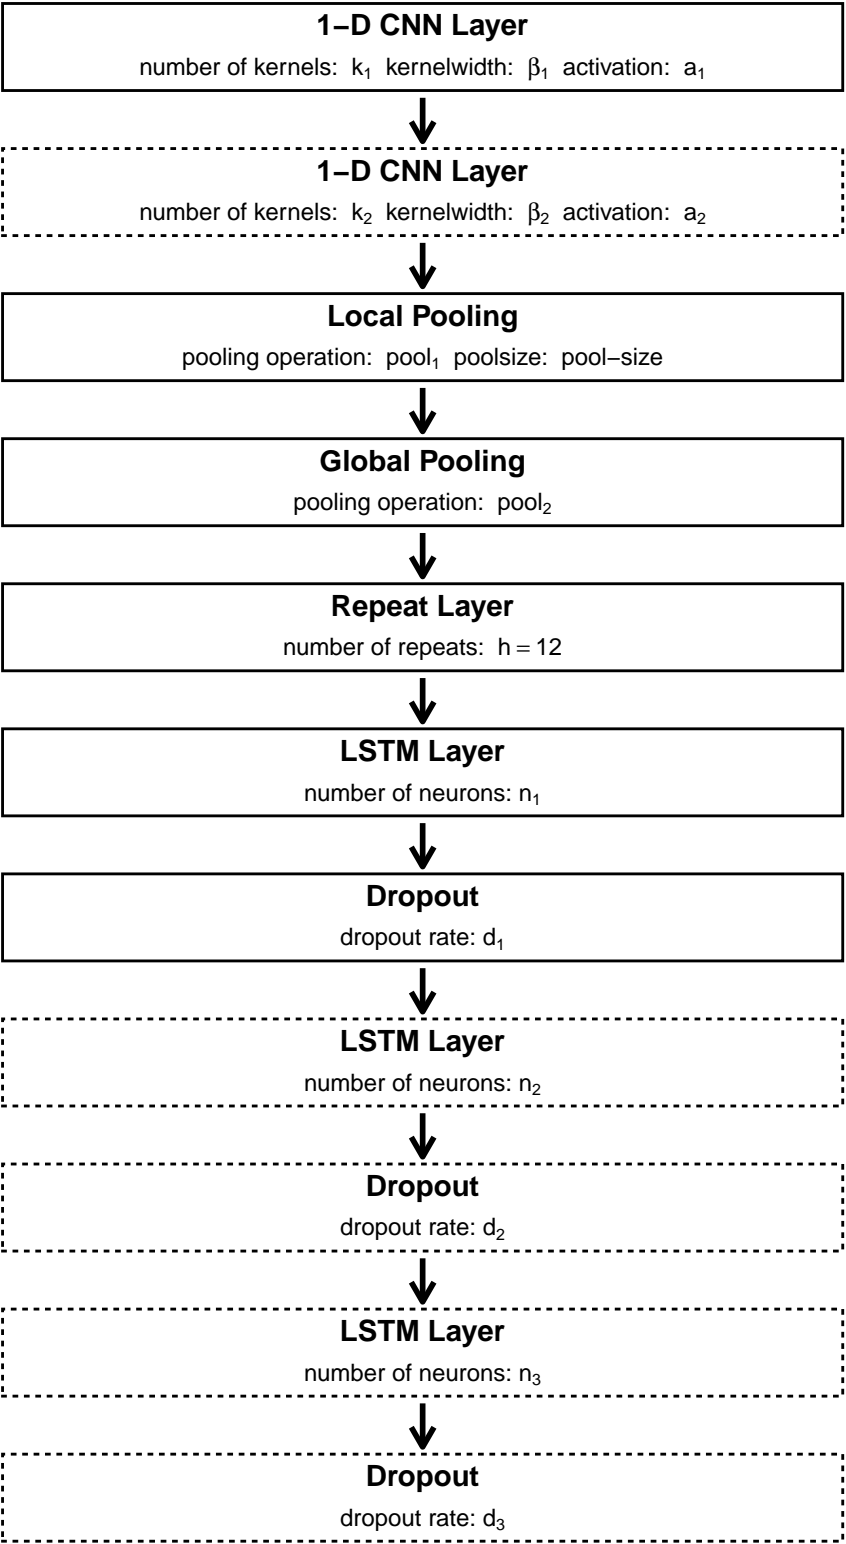 1−D CNN Layer
number of kernels: k₁ kernelwidth: β₁ activation: a₁
1−D CNN Layer
number of kernels: k₂ kernelwidth: β₂ activation: a₂
Local Pooling
pooling operation: pool₁ poolsize: pool−size
Global Pooling
pooling operation: pool₂
Repeat Layer
number of repeats: h = 12
LSTM Layer
number of neurons: n₁
Dropout
dropout rate: d₁
LSTM Layer
number of neurons: n₂
Dropout
dropout rate: d₂
LSTM Layer
number of neurons: n₃
Dropout
dropout rate: d₃